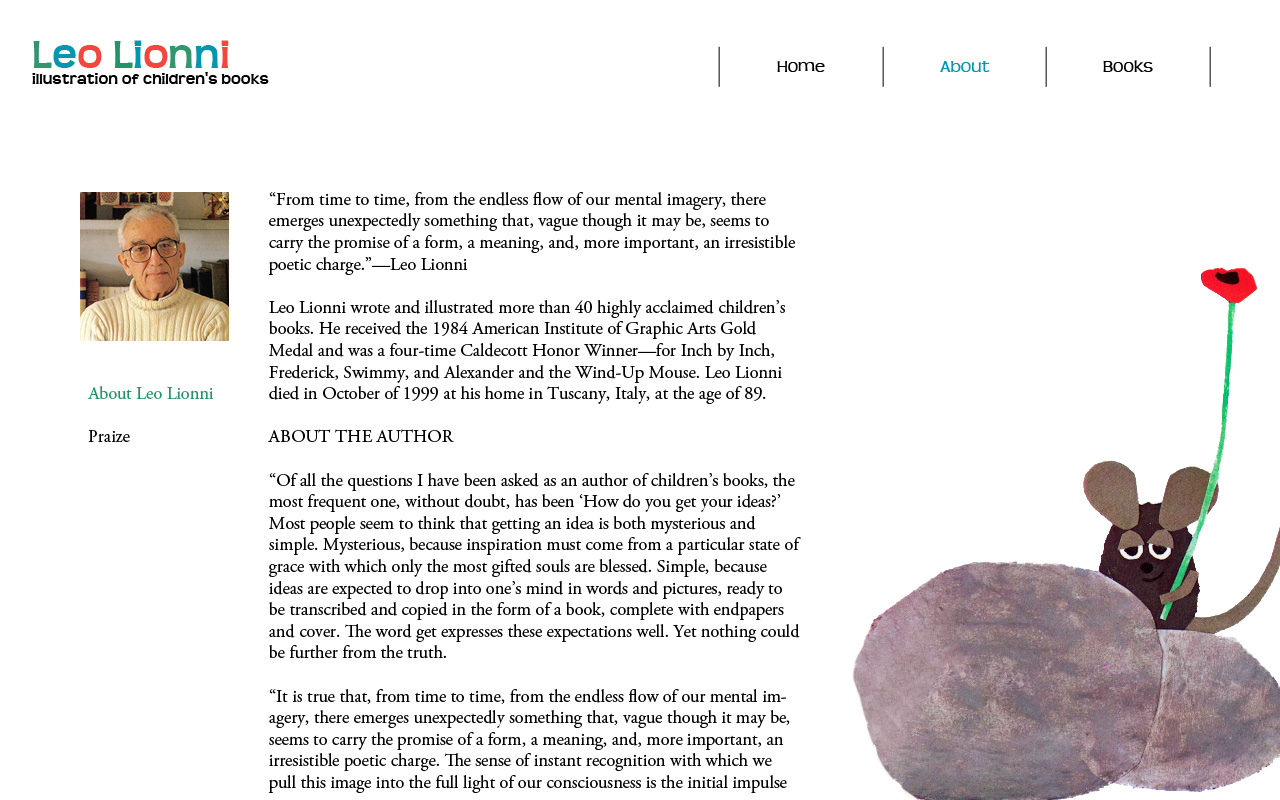 Leo Lionni
illustration of children's books
Home
About
Books
“From time to time, from the endless flow of our mental imagery, there
emerges unexpectedly something that, vague though it may be, seems to
carry the promise of a form, a meaning, and, more important, an irresistible
poetic charge.”—Leo Lionni
Leo Lionni wrote and illustrated more than 40 highly acclaimed children’s
books. He received the 1984 American Institute of Graphic Arts Gold
Medal and was a four-time Caldecott Honor Winner—for Inch by Inch,
Frederick, Swimmy, and Alexander and the Wind-Up Mouse. Leo Lionni
died in October of 1999 at his home in Tuscany, Italy, at the age of 89.
About Leo Lionni
Praize
ABOUT THE AUTHOR
“Of all the questions I have been asked as an author of children’s books, the
most frequent one, without doubt, has been ‘How do you get your ideas?’
Most people seem to think that getting an idea is both mysterious and
simple. Mysterious, because inspiration must come from a particular state of
grace with which only the most gifted souls are blessed. Simple, because
ideas are expected to drop into one’s mind in words and pictures, ready to
be transcribed and copied in the form of a book, complete with endpapers
and cover. The word get expresses these expectations well. Yet nothing could
be further from the truth.
“It is true that, from time to time, from the endless flow of our mental im-
agery, there emerges unexpectedly something that, vague though it may be,
seems to carry the promise of a form, a meaning, and, more important, an
irresistible poetic charge. The sense of instant recognition with which we
pull this image into the full light of our consciousness is the initial impulse